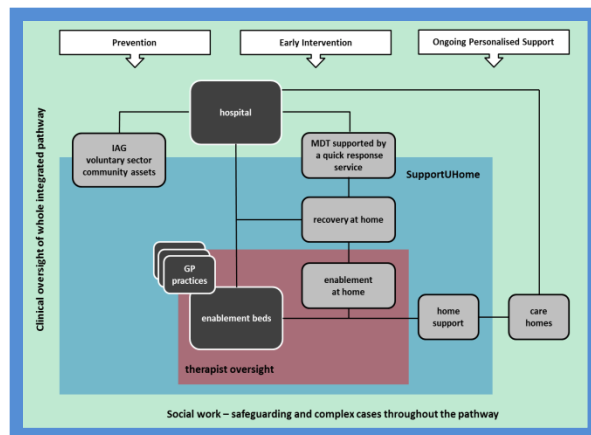 Prevention
Early Intervention
Ongoing Personalised Support
Clinical oversight of whole integrated pathway
hospital
IAG
voluntary sector
community assets
MDT supported by
a quick response
service
SupportUHome
recovery at home
GP
practices
enablement
at home
enablement beds
home
support
care
homes
therapist oversight
Social work – safeguarding and complex cases throughout the pathway